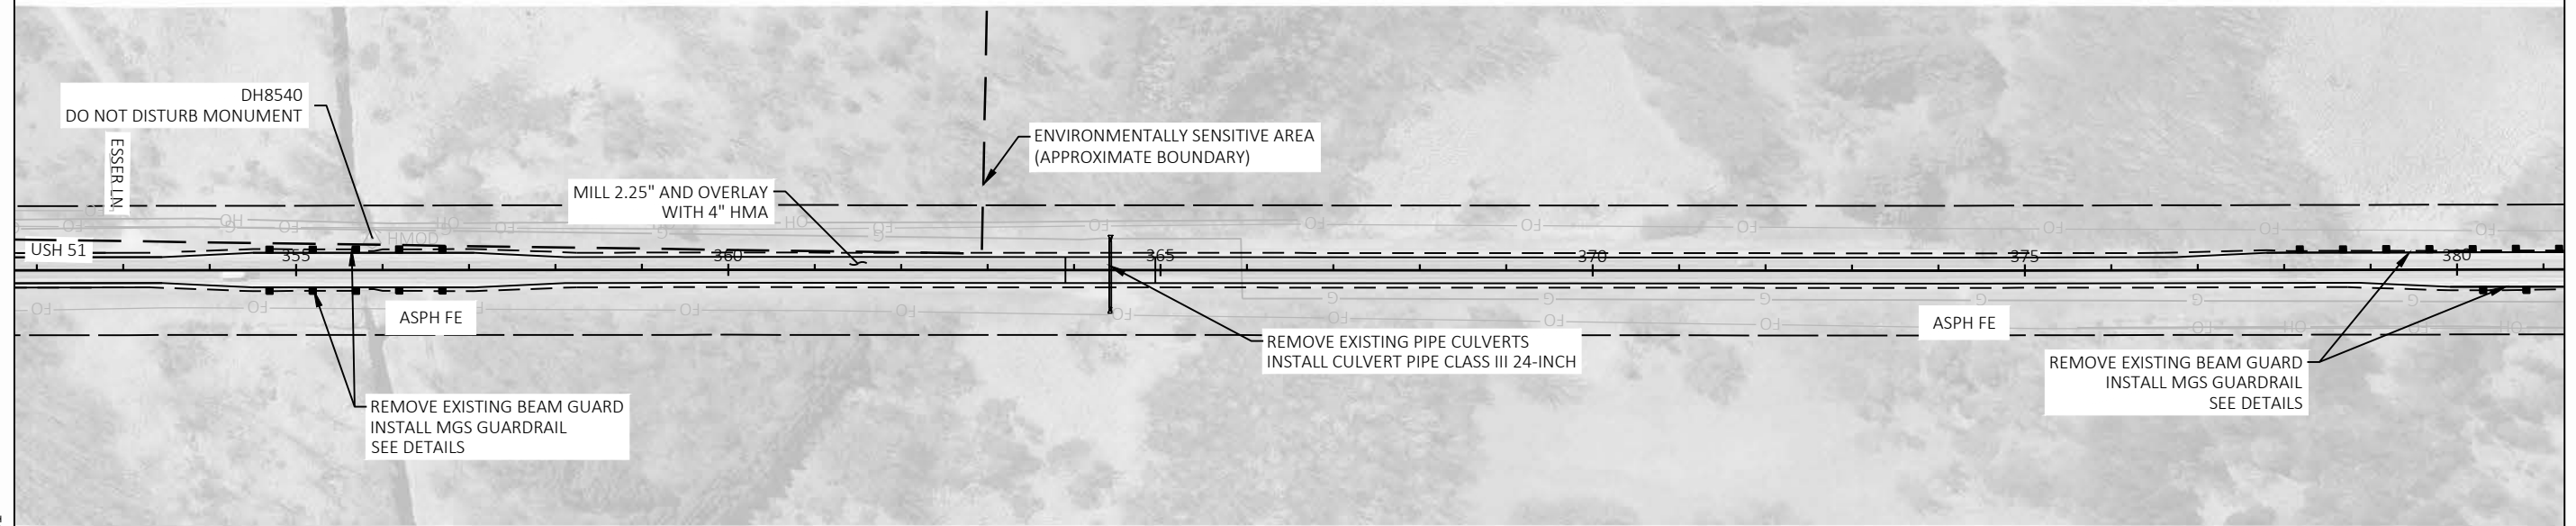 DH8540
DO NOT DISTURB MONUMENT
ESSER LN.
ENVIRONMENTALLY SENSITIVE AREA
(APPROXIMATE BOUNDARY)
MILL 2.25" AND OVERLAY
WITH 4" HMA
USH 51
355
360
365
370
375
380
ASPH FE
ASPH FE
REMOVE EXISTING PIPE CULVERTS
INSTALL CULVERT PIPE CLASS III 24-INCH
REMOVE EXISTING BEAM GUARD
INSTALL MGS GUARDRAIL
SEE DETAILS
REMOVE EXISTING BEAM GUARD
INSTALL MGS GUARDRAIL
SEE DETAILS